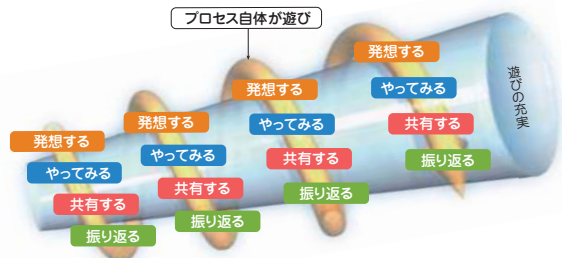 プロセス自体が遊び
発想する
やってみる
共有する
振り返る
発想する
やってみる
共有する
振り返る
発想する
やってみる
共有する
振り返る
発想する
やってみる
共有する
振り返る
遊びの充実